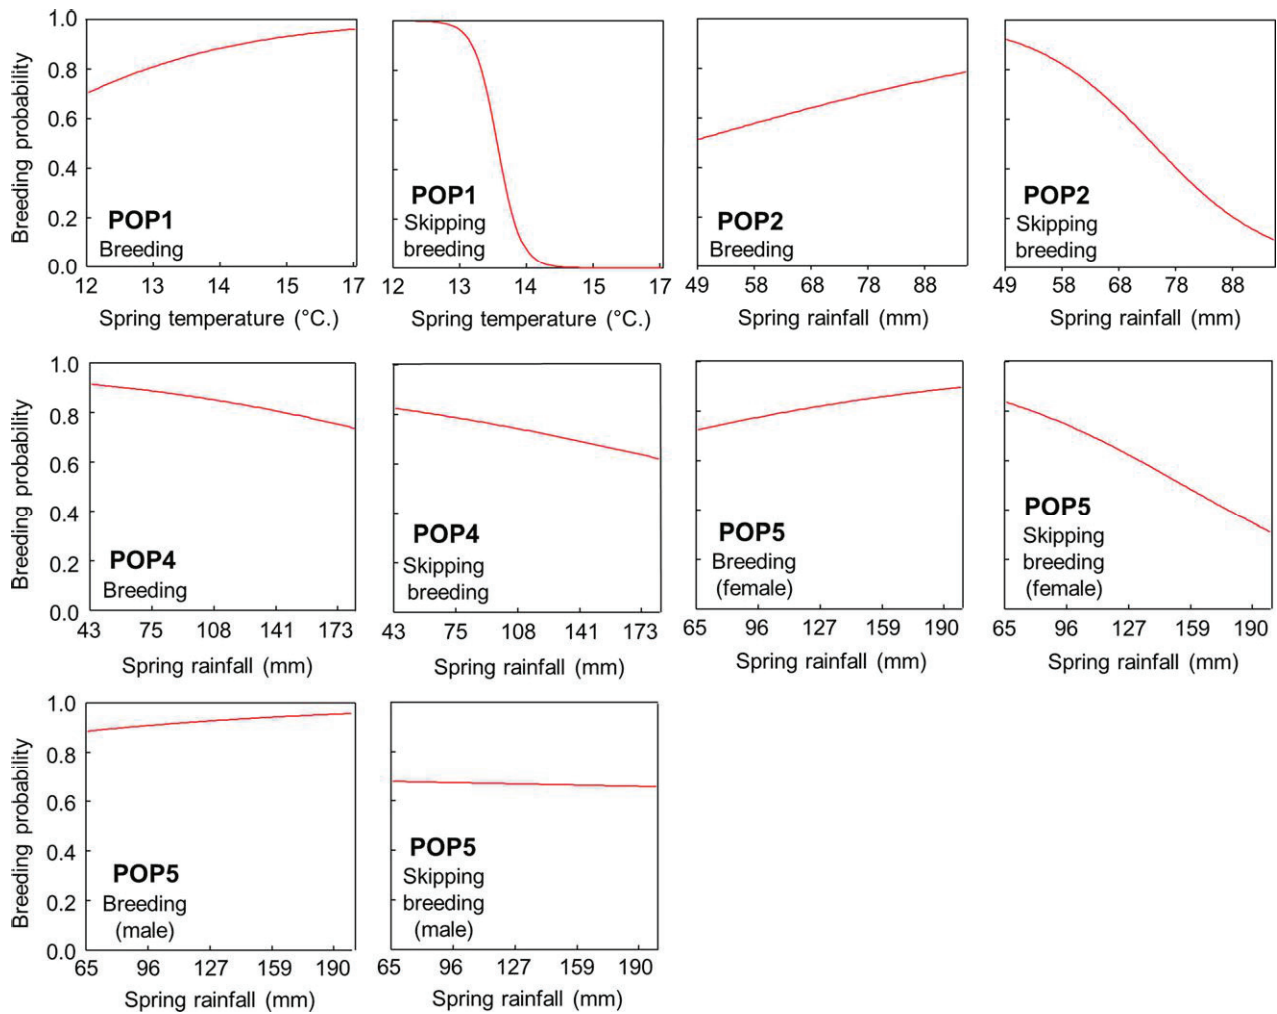 Breeding probability
1.0
0.8
0.6
0.4
0.2
0.0
POP1
Breeding
12 13 14 15 17
Spring temperature (°C.)
POP1
Skipping
breeding
12 13 14 15 17
Spring temperature (°C.)
POP2
Breeding
49 58 68 78 88
Spring rainfall (mm)
POP2
Skipping
breeding
49 58 68 78 88
Spring rainfall (mm)
Breeding probability
1.0
0.8
0.6
0.4
0.2
0.0
POP4
Breeding
43 75 108 141 173
Spring rainfall (mm)
POP4
Skipping
breeding
43 75 108 141 173
Spring rainfall (mm)
POP5
Breeding
(female)
65 96 127 159 190
Spring rainfall (mm)
POP5
Skipping
breeding
(female)
65 96 127 159 190
Spring rainfall (mm)
Breeding probability
1.0
0.8
0.6
0.4
0.2
0.0
POP5
Breeding
(male)
65 96 127 159 190
Spring rainfall (mm)
POP5
Skipping
breeding
(male)
65 96 127 159 190
Spring rainfall (mm)